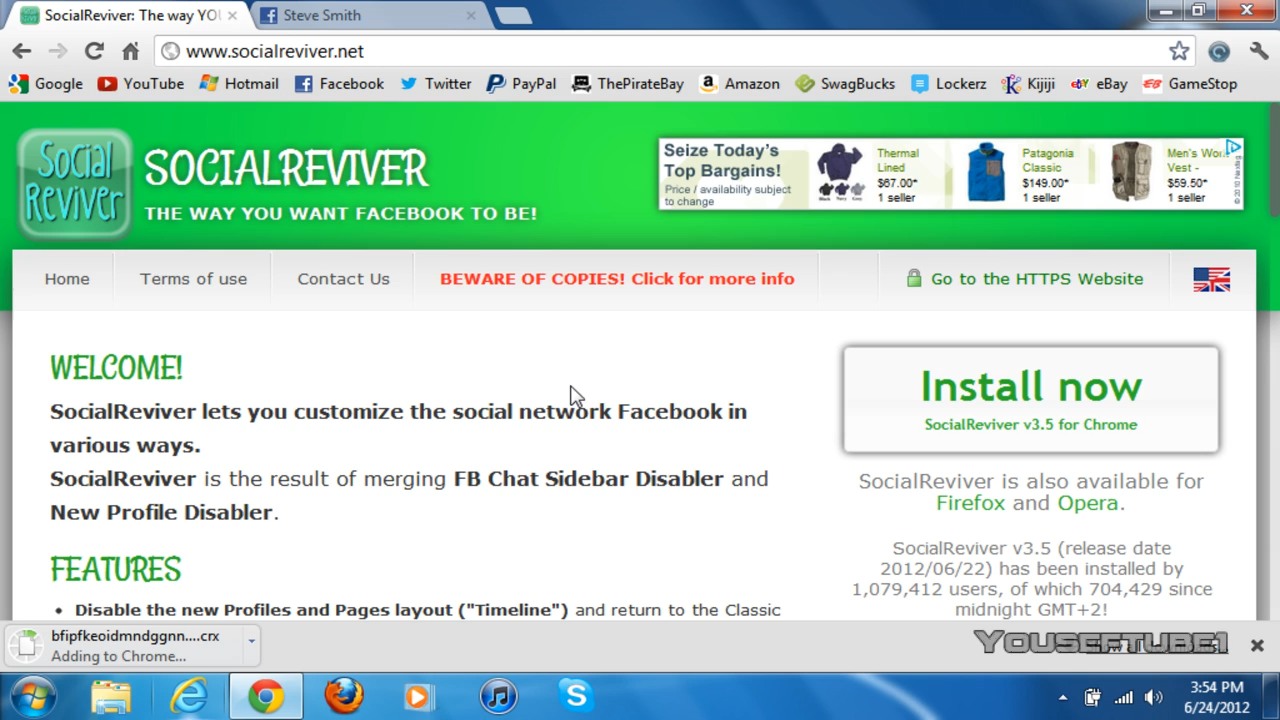 SocialReviver: The way YO
Steve Smith
www.socialreviver.net
Google YouTube Hotmail Facebook Twitter PayPal ThePirateBay Amazon SwagBucks Lockerz Kijiji eBay GameStop
Social
Reviver
SOCIALREVIVER
THE WAY YOU WANT FACEBOOK TO BE!
Seize Today's
Top Bargains!
Price / availability subject
to change
Thermal
Lined
$67.00*
1 seller
Patagonia
Classic
$149.00*
1 seller
Men's
Vest -
$59.50*
1 seller
Home
Terms of use
Contact Us
BEWARE OF COPIES! Click for more info
Go to the HTTPS Website
WELCOME!
SocialReviver lets you customize the social network Facebook in
various ways.
SocialReviver is the result of merging FB Chat Sidebar Disabler and
New Profile Disabler.
FEATURES
• Disable the new Profiles and Pages layout ("Timeline") and return to the Classic
Install now
SocialReviver v3.5 for Chrome
SocialReviver is also available for
Firefox and Opera.
SocialReviver v3.5 (release date
2012/06/22) has been installed by
1,079,412 users, of which 704,429 since
midnight GMT+2!
bfipfkeoidmndggnn....crx
Adding to Chrome...
YOUSEFTUBE1
3:54 PM
6/24/2012